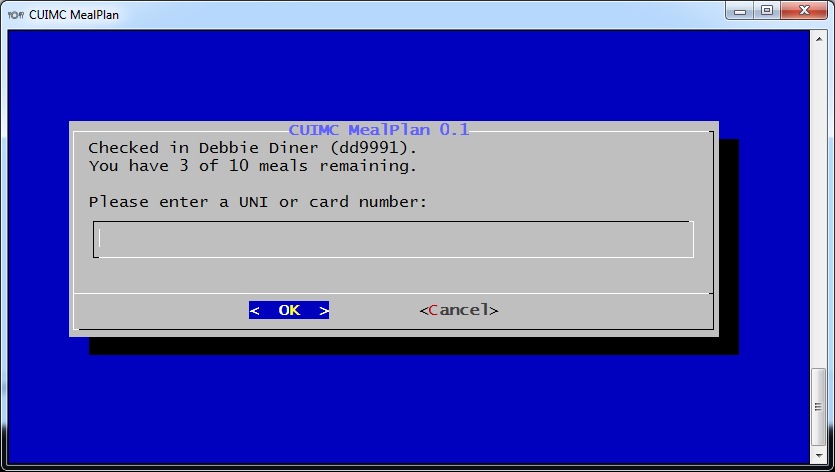 CUIMC MealPlan
CUIMC MealPlan 0.1
Checked in Debbie Diner (dd9991).
You have 3 of 10 meals remaining.
Please enter a UNI or card number:
< OK > <Cancel>